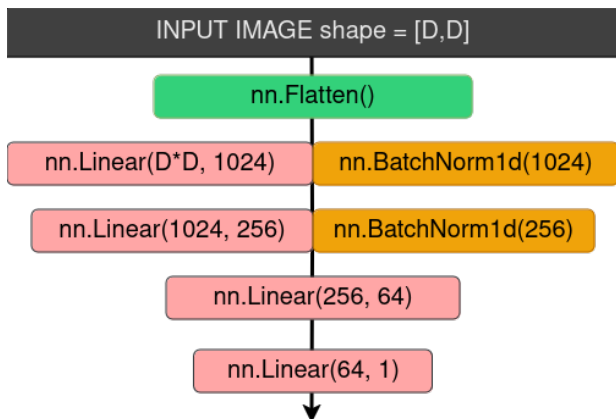 INPUT IMAGE shape = [D,D]
nn.Flatten()
nn.Linear(D*D, 1024)
nn.BatchNorm1d(1024)
nn.Linear(1024, 256)
nn.BatchNorm1d(256)
nn.Linear(256, 64)
nn.Linear(64, 1)